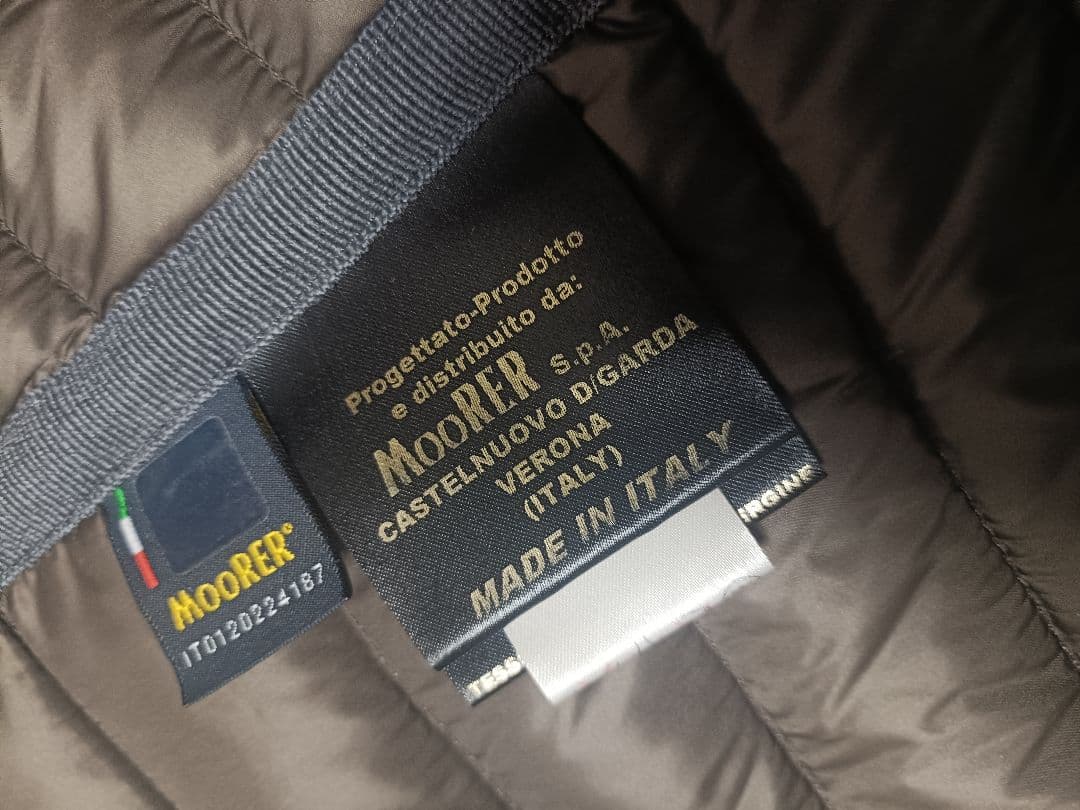 Progettato-Prodotto
e distribuito da:
MooRER S.p.A.
CASTELNUOVO D/GARDA
VERONA
(ITALY)
MADE IN ITALY
MooRER®
IT0120224187